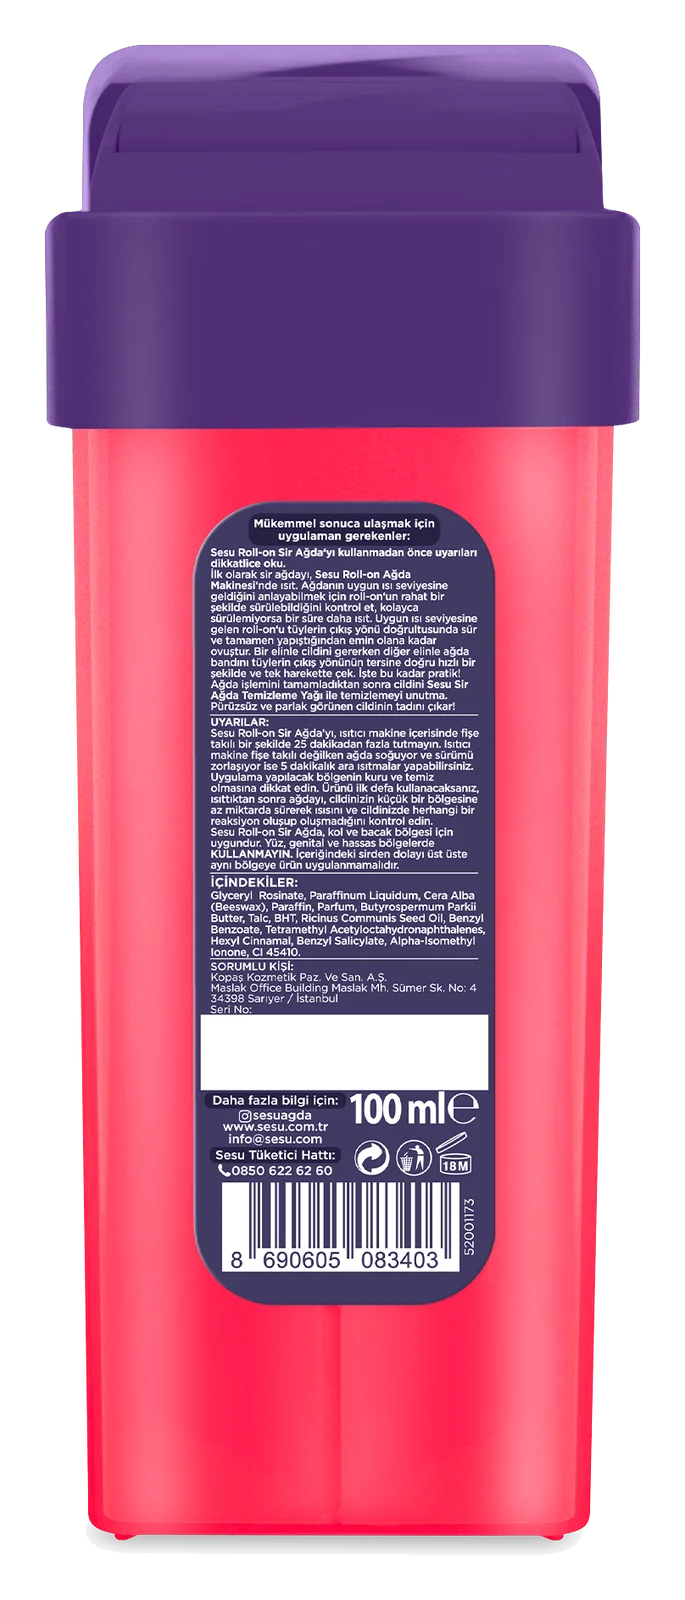 Mükemmel sonuca ulaşmak için
uygulaman gerekenler:
Sesu Roll-on Sir Ağda'yı kullanmadan önce uyarıları
dikkatlice oku.
İlk olarak sir ağdayı, Sesu Roll-on Ağda
Makinesi'nde ısıt. Ağdanın uygun ısı seviyesine
geldiğini anlayabilmek için roll-on'un rahat bir
şekilde sürülebildiğini kontrol et, kolayca
sürülemiyorsa bir süre daha ısıt. Uygun ısı seviyesine
gelen roll-on'u tüylerin çıkış yönü doğrultusunda sür
ve tamamen yapıştığından emin olana kadar
ovuştur. Bir elinle cildini gererken diğer elinle ağda
bandını tüylerin çıkış yönünün tersine doğru hızlı bir
şekilde ve tek harekette çek. İşte bu kadar pratik!
Ağda işlemini tamamladıktan sonra cildini Sesu Sir
Ağda Temizleme Yağı ile temizlemeyi unutma.
Pürüzsüz ve parlak görünen cildinin tadını çıkar!
UYARILAR:
Sesu Roll-on Sir Ağda'yı, ısıtıcı makine içerisinde fişe
takılı bir şekilde 25 dakikadan fazla tutmayın. Isıtıcı
makine fişe takılı değilken ağda soğuyor ve sürümü
zorlaşıyor ise 5 dakikalık ara ısıtmalar yapabilirsiniz.
Uygulama yapılacak bölgenin kuru ve temiz
olmasına dikkat edin. Ürünü ilk defa kullanacaksanız,
ısıttıktan sonra ağdayı, cildinizin küçük bir bölgesine
az miktarda sürerek ısısını ve cildinizde herhangi bir
reaksiyon oluşup oluşmadığını kontrol edin.
Sesu Roll-on Sir Ağda, kol ve bacak bölgesi için
uygundur. Yüz, genital ve hassas bölgelerde
KULLANMAYIN. İçeriğindeki sirden dolayı üst üste
aynı bölgeye ürün uygulanmamalıdır.
İÇİNDEKİLER:
Glyceryl Rosinate, Paraffinum Liquidum, Cera Alba
(Beeswax), Paraffin, Parfum, Butyrospermum Parkii
Butter, Talc, BHT, Ricinus Communis Seed Oil, Benzyl
Benzoate, Tetramethyl Acetyloctahydronaphthalenes,
Hexyl Cinnamal, Benzyl Salicylate, Alpha-Isomethyl
Ionone, CI 45410.
SORUMLU KİŞİ:
Kopaş Kozmetik Paz. Ve San. A.Ş.
Maslak Office Building Maslak Mh. Sümer Sk. No: 4
34398 Sarıyer / İstanbul
Seri No:
Daha fazla bilgi için:
sesuagda
www.sesu.com.tr
info@sesu.com
Sesu Tüketici Hattı:
0850 622 62 60
100 ml e
18M
52001173
8 690605 083403